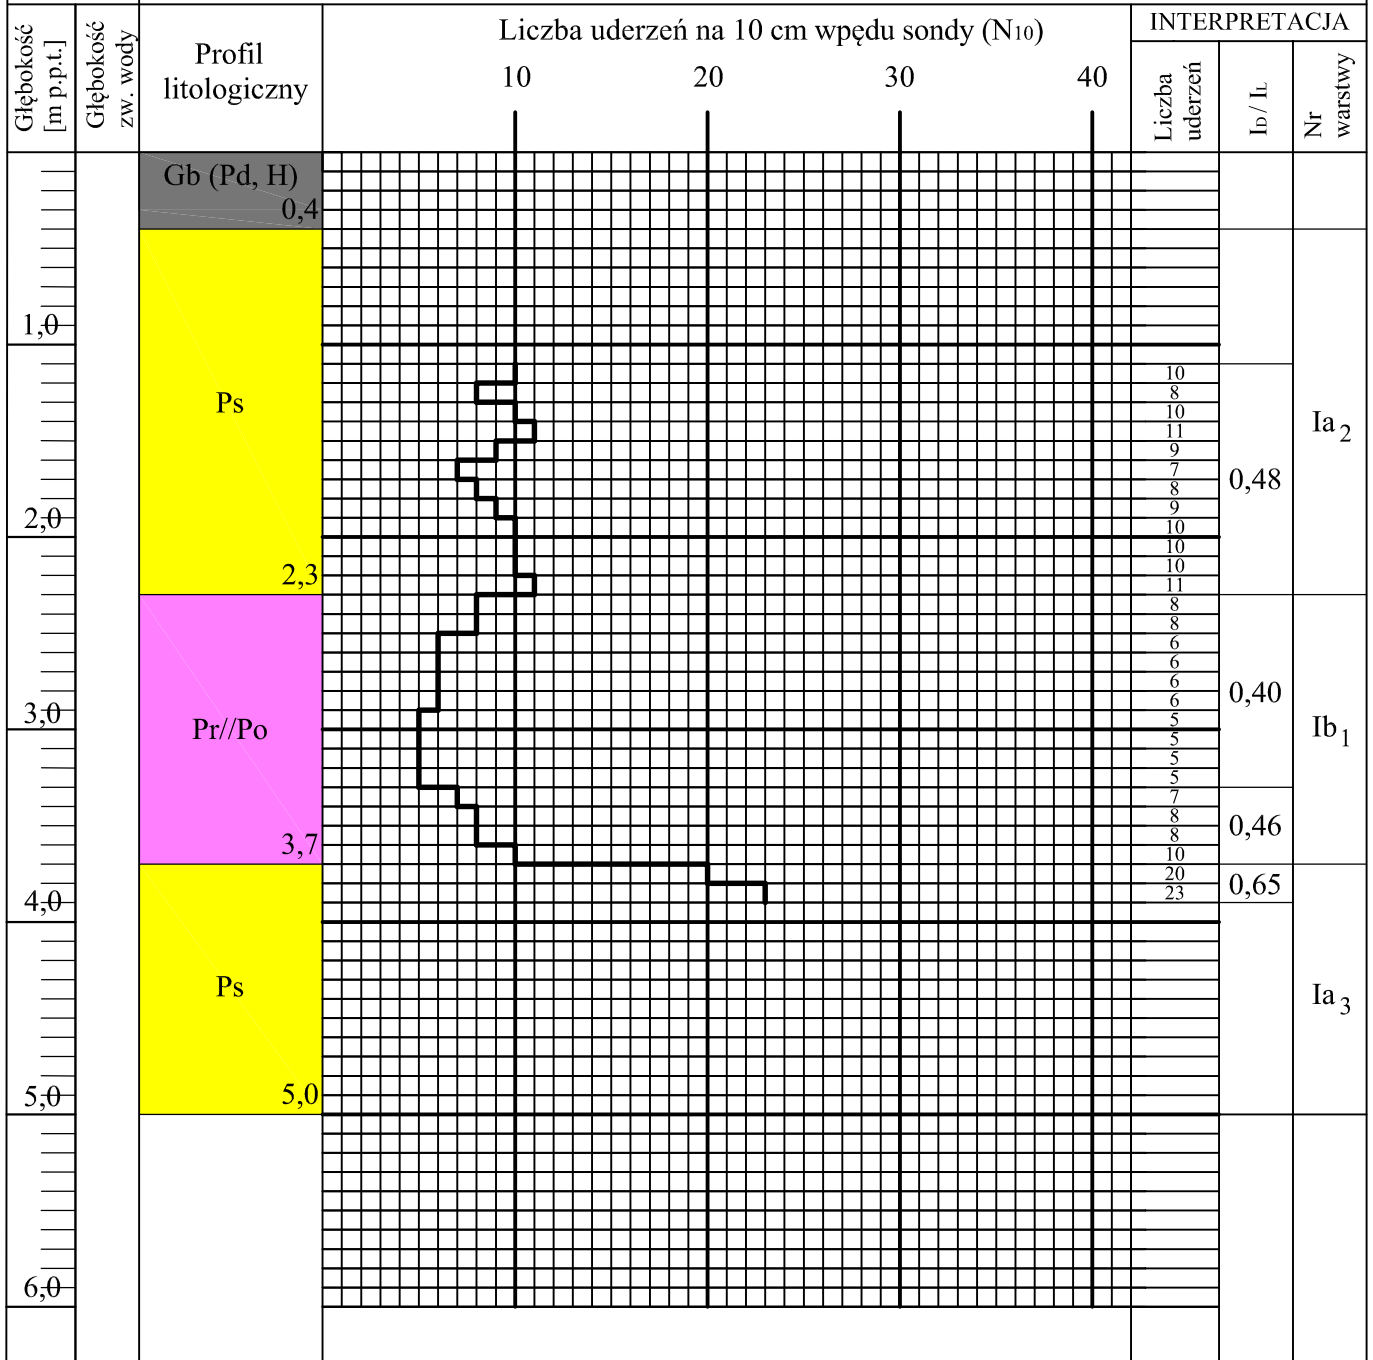 Głębokość
[m p.p.t.]
Głębokość
zw. wody
Profil
litologiczny
Liczba uderzeń na 10 cm wpędu sondy (N10)
10 20 30 40
INTERPRETACJA
Liczba
uderzeń
ID / IL
Nr
warstwy
Gb (Pd, H)
0,4
1,0
10
8
Ps
10
Ia 2
11
9
7
0,48
8
9
2,0
10
10
10
2,3
11
8
8
6
6
6
0,40
6
3,0
5
Pr//Po
5
Ib 1
5
5
7
8
0,46
8
3,7
10
20
0,65
23
4,0
Ps
Ia 3
5,0
5,0
6,0